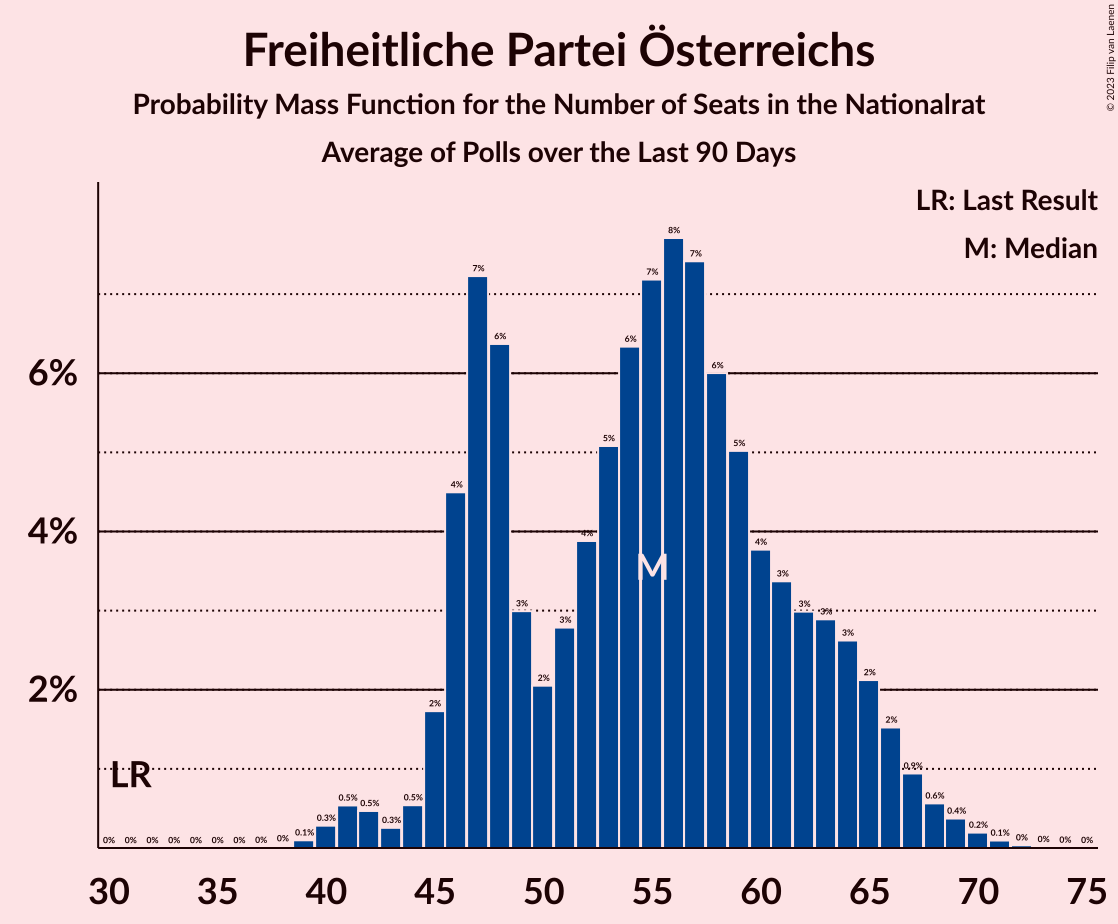 Freiheitliche Partei Österreichs
Probability Mass Function for the Number of Seats in the Nationalrat
Average of Polls over the Last 90 Days
© 2023 Filip van Laenen
LR: Last Result
M: Median
8%
7% 7% 7%
6% 6% 6%
6%
5% 5%
4%
4% 4% 4%
M
3% 3% 3% 3% 3% 3%
2% 2% 2%
2%
2%
LR
0% 0% 0% 0% 0% 0% 0% 0% 0% 0.1% 0.3% 0.5% 0.5% 0.3% 0.5% 0.9% 0.6% 0.4% 0.2% 0.1% 0% 0% 0% 0%
30 35 40 45 50 55 60 65 70 75